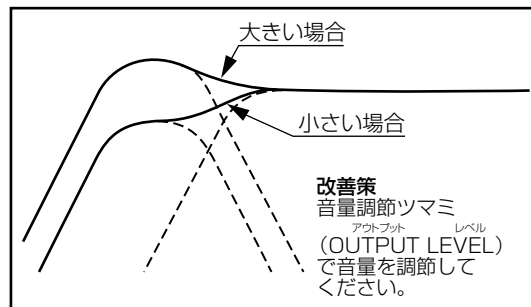 大きい場合
小さい場合
改善策
音量調節ツマミ
アウトプット レベル
(OUTPUT LEVEL)
で音量を調節して
ください。